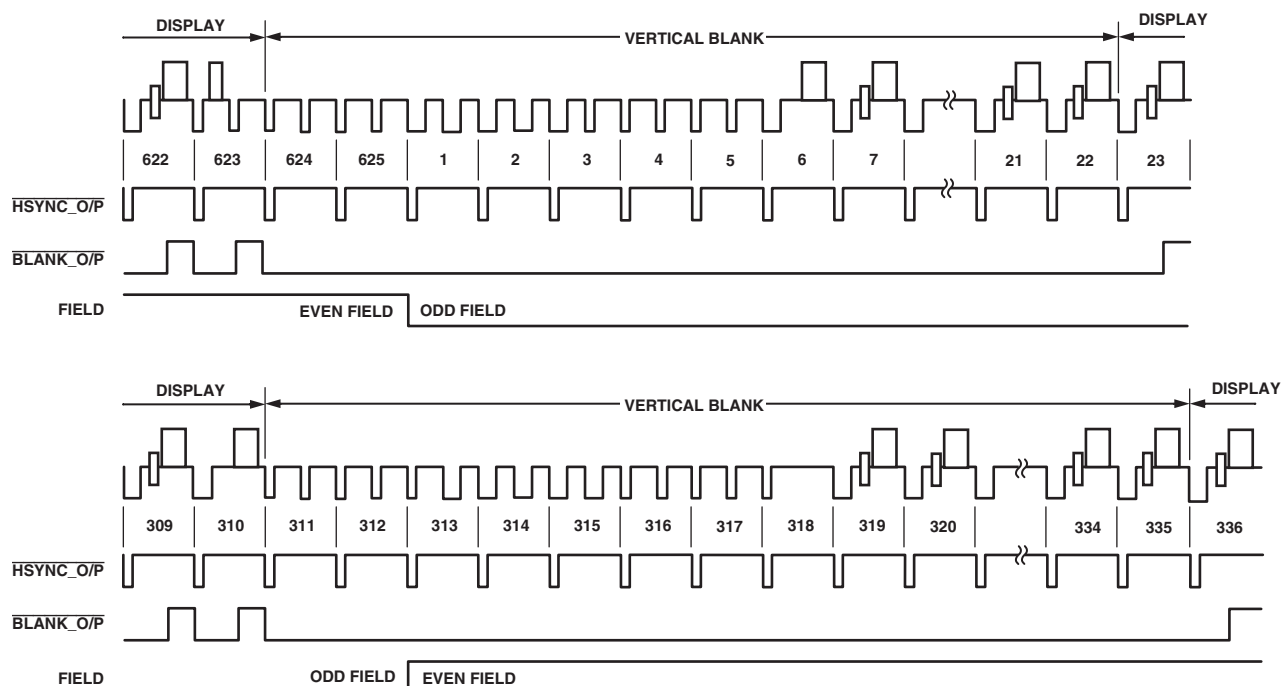 DISPLAY VERTICAL BLANK DISPLAY
622 623 624 625 1 2 3 4 5 6 7 21 22 23
HSYNC_O/P
BLANK_O/P
FIELD EVEN FIELD ODD FIELD
DISPLAY VERTICAL BLANK DISPLAY
309 310 311 312 313 314 315 316 317 318 319 320 334 335 336
HSYNC_O/P
BLANK_O/P
FIELD ODD FIELD EVEN FIELD